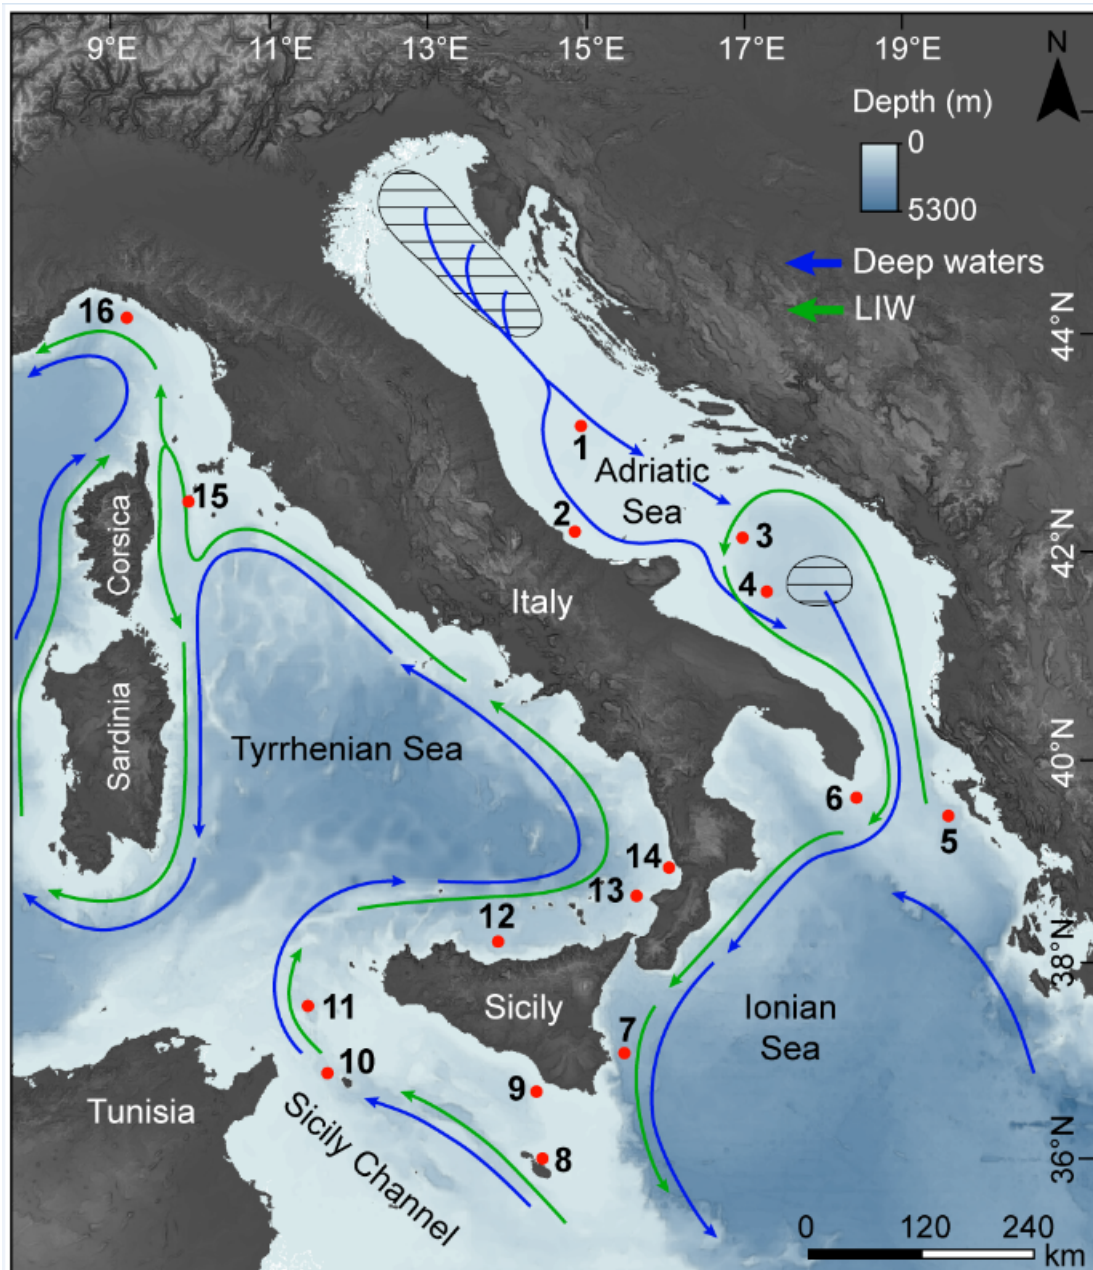 9°E 11°E 13°E 15°E 17°E 19°E
N
Depth (m)
0
5300
Deep waters
LIW
44°N
16
1
Adriatic
Sea
15
2
3
42°N
Corsica
4
Italy
Sardinia
Tyrrhenian Sea
40°N
6
5
14
13
12
38°N
Sicily
Ionian
Sea
11
7
10
9
Tunisia
Sicily Channel
8
36°N
0 120 240
km